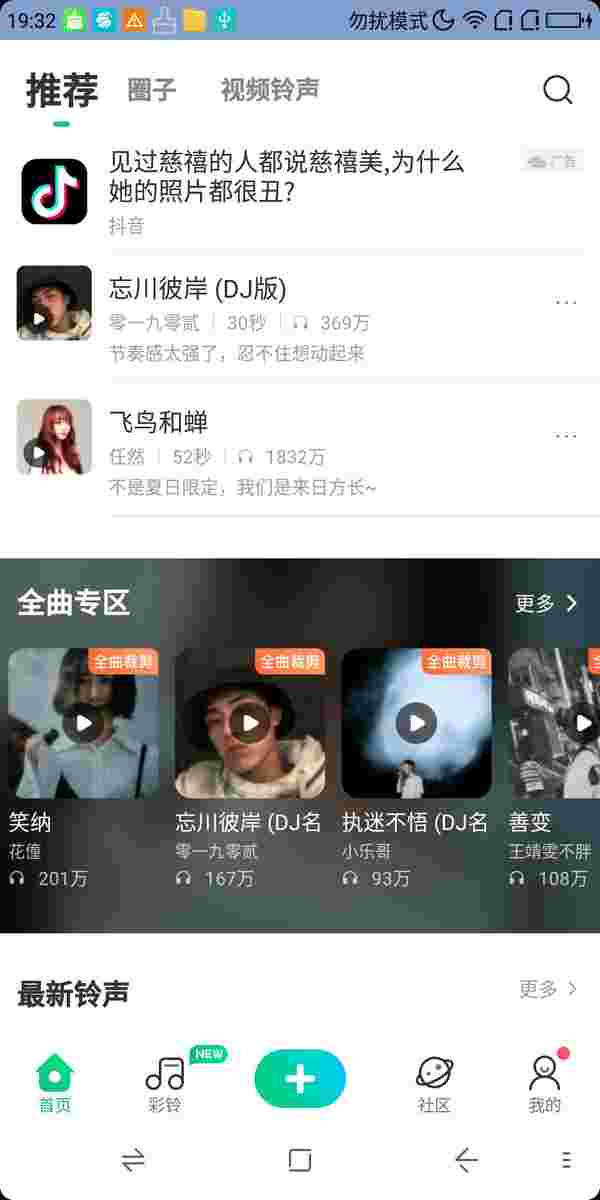 19:32
勿扰模式
推荐 圈子 视频铃声
见过慈禧的人都说慈禧美,为什么
她的照片都很丑?
广告
抖音
忘川彼岸 (DJ版)
零一九零贰 30秒 369万
节奏感太强了，忍不住想动起来
飞鸟和蝉
任然 52秒 1832万
不是夏日限定，我们是来日方长~
全曲专区 更多
全曲裁剪 全曲裁剪 全曲裁剪
笑纳 忘川彼岸 (DJ名 执迷不悟 (DJ名 善变
花僮 零一九零贰 小乐哥 王靖雯不胖
201万 167万 93万 108万
最新铃声 更多
NEW
首页 彩铃 社区 我的